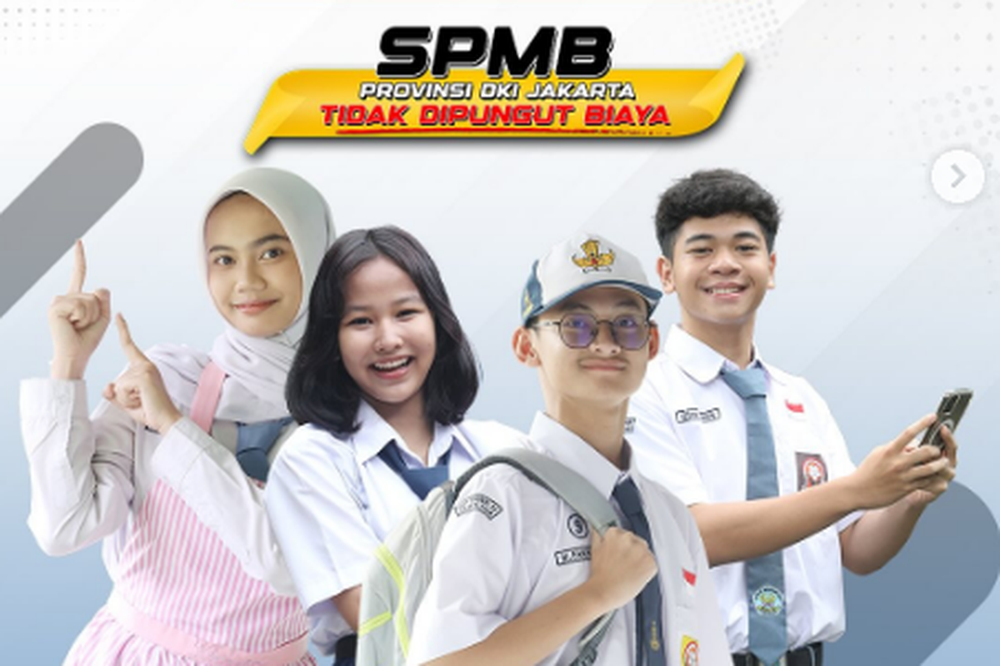 SPMB
PROVINSI DKI JAKARTA
TIDAK DIPUNGUT BIAYA